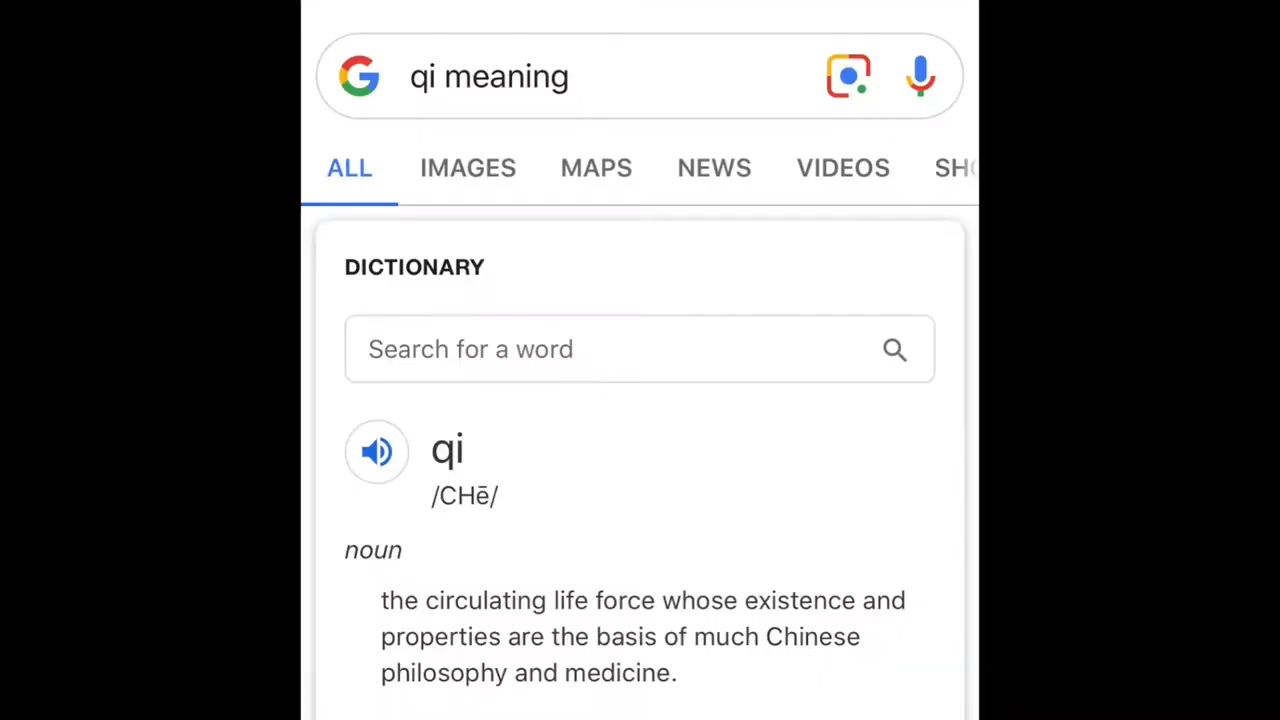 qi meaning
ALL IMAGES MAPS NEWS VIDEOS
DICTIONARY
Search for a word
qi
/CHē/
noun
the circulating life force whose existence and
properties are the basis of much Chinese
philosophy and medicine.